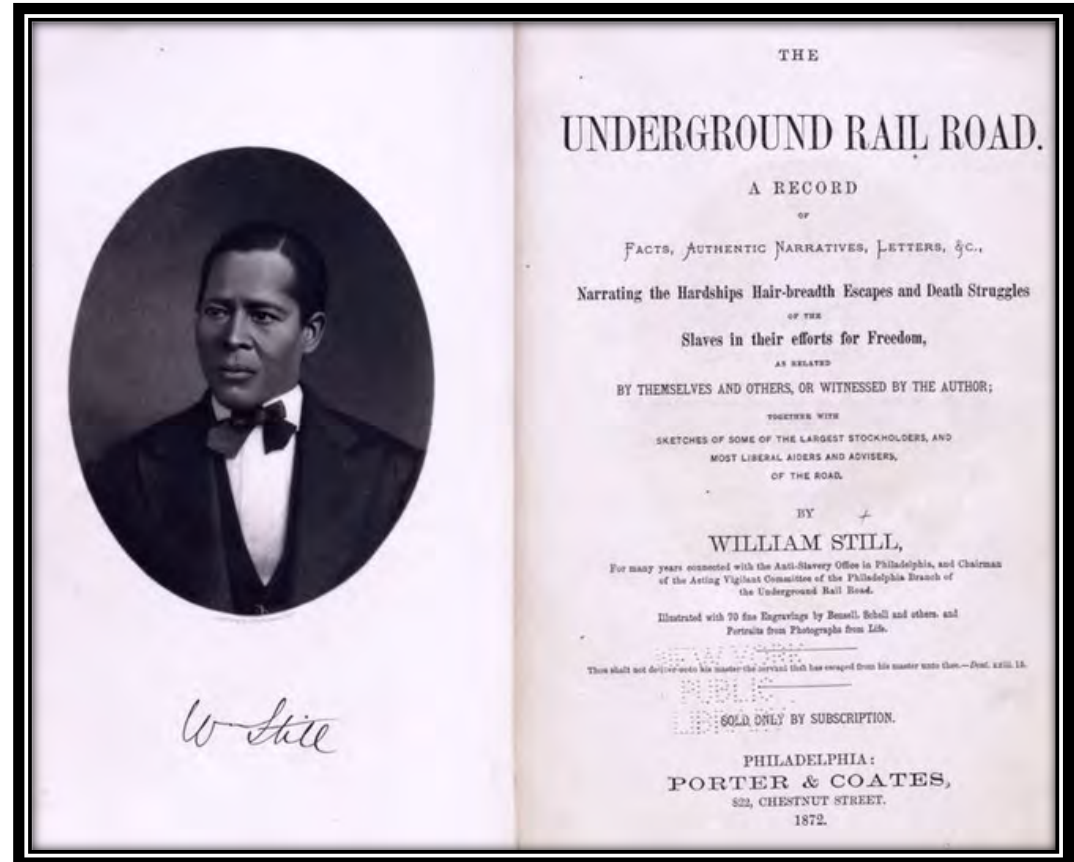 W Still
THE
UNDERGROUND RAIL ROAD.
A RECORD
OF
FACTS, AUTHENTIC NARRATIVES, LETTERS, &C.,
Narrating the Hardships Hair-breadth Escapes and Death Struggles
OF THE
Slaves in their efforts for Freedom,
AS RELATED
BY THEMSELVES AND OTHERS, OR WITNESSED BY THE AUTHOR;
TOGETHER WITH
SKETCHES OF SOME OF THE LARGEST STOCKHOLDERS, AND
MOST LIBERAL AIDERS AND ADVISERS,
OF THE ROAD.
BY
WILLIAM STILL,
For many years connected with the Anti-Slavery Office in Philadelphia, and Chairman
of the Acting Vigilant Committee of the Philadelphia Branch of
the Underground Rail Road.
Illustrated with 70 fine Engravings by Bensell, Schell and others, and
Portraits from Photographs from Life.
Thou shalt not deliver unto his master the servant that has escaped from his master unto thee.—Deut. xxiii. 15.
PUBLIC
SOLD ONLY BY SUBSCRIPTION.
PHILADELPHIA:
PORTER & COATES,
822, CHESTNUT STREET.
1872.